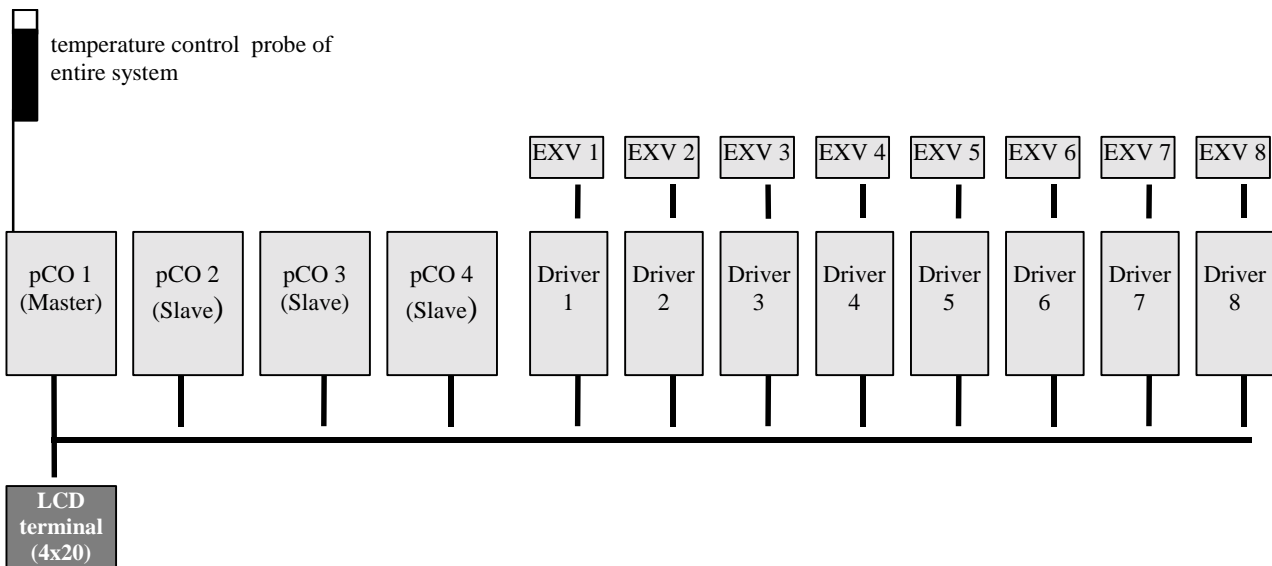 temperature control probe of
entire system
EXV 1
EXV 2
EXV 3
EXV 4
EXV 5
EXV 6
EXV 7
EXV 8
pCO 1
(Master)
pCO 2
(Slave)
pCO 3
(Slave)
pCO 4
(Slave)
Driver
1
Driver
2
Driver
3
Driver
4
Driver
5
Driver
6
Driver
7
Driver
8
LCD
terminal
(4x20)